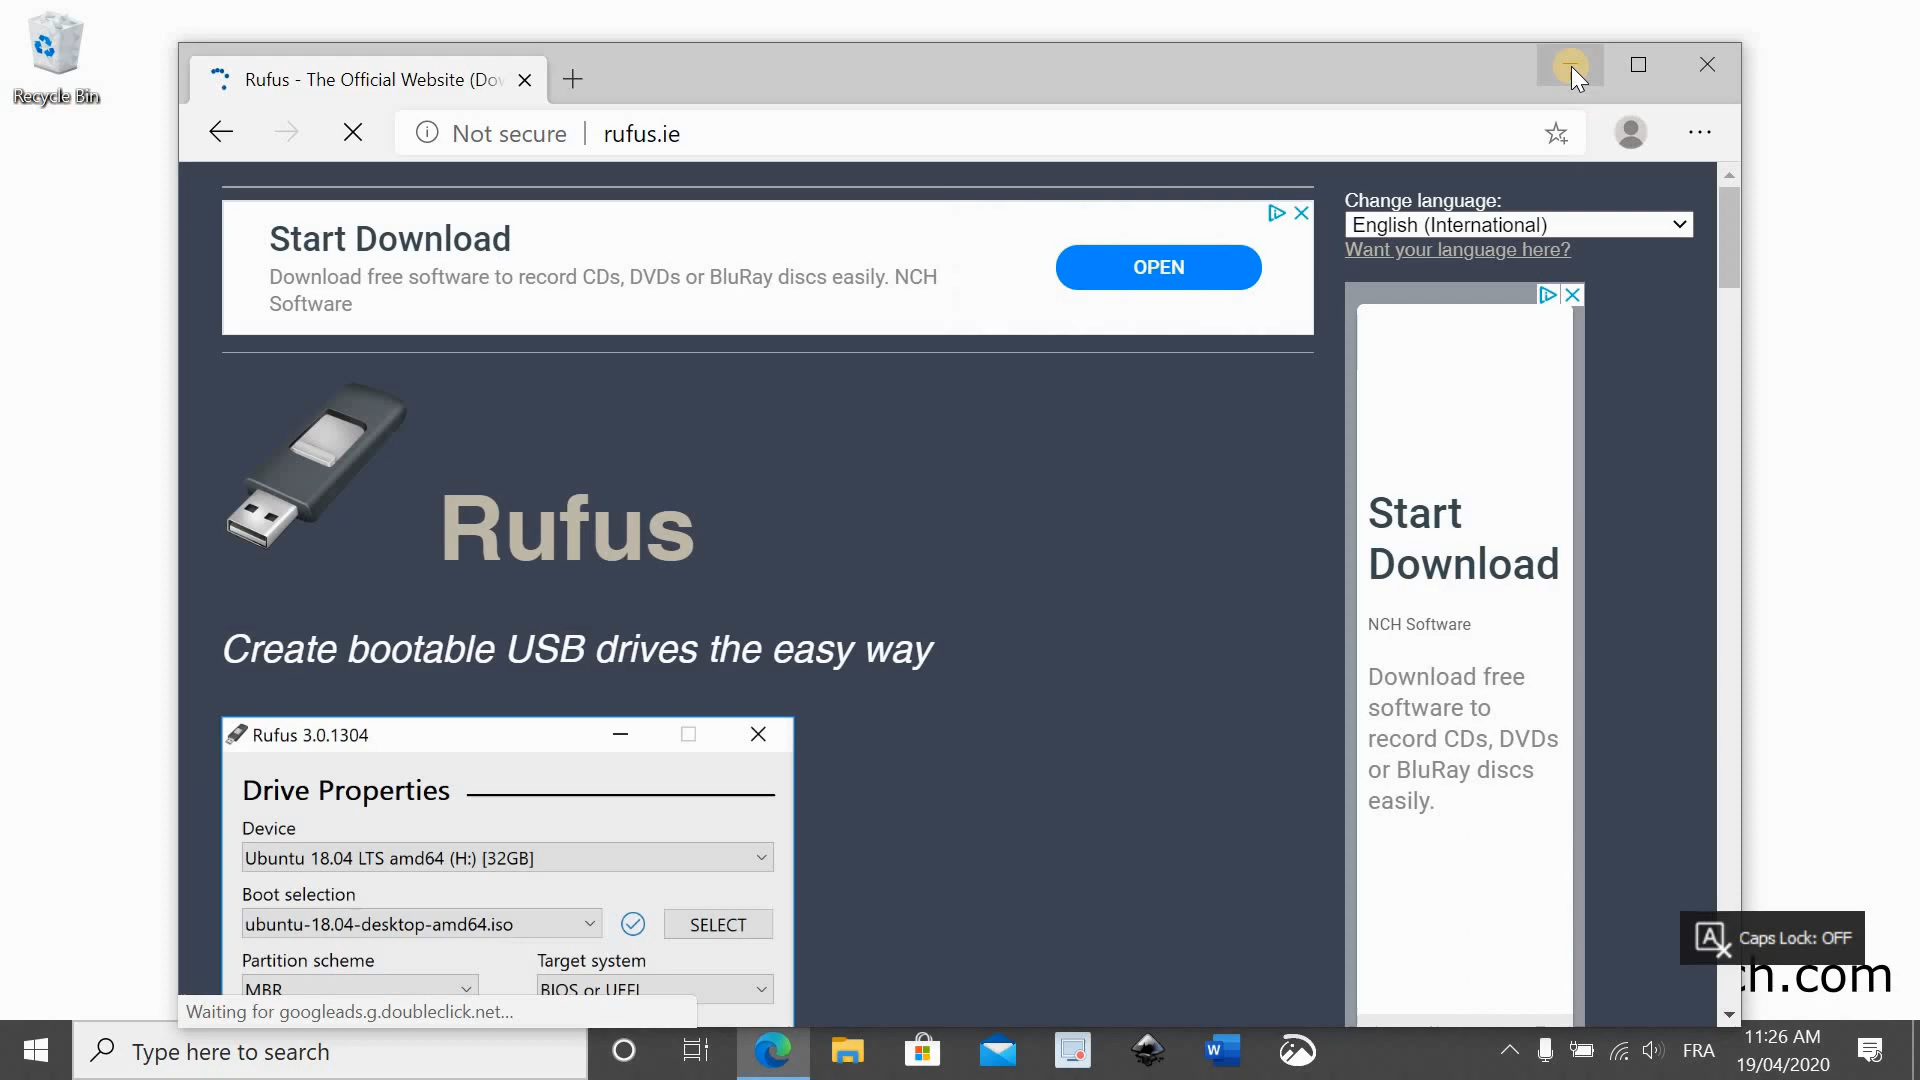 Recycle Bin
Rufus - The Official Website (Dov
Not secure
rufus.ie
Start Download
Download free software to record CDs, DVDs or BluRay discs easily. NCH
Software
OPEN
Change language:
English (International)
Want your language here?
Rufus
Create bootable USB drives the easy way
Start
Download
NCH Software
Download free
software to
record CDs, DVDs
or BluRay discs
easily.
Rufus 3.0.1304
Drive Properties
Device
Ubuntu 18.04 LTS amd64 (H:) [32GB]
Boot selection
ubuntu-18.04-desktop-amd64.iso
SELECT
Partition scheme
Target system
MBR
BIOS or UEFI
Waiting for googleads.g.doubleclick.net...
A
Caps Lock: OFF
ch.com
Type here to search
W
FRA
11:26 AM
19/04/2020